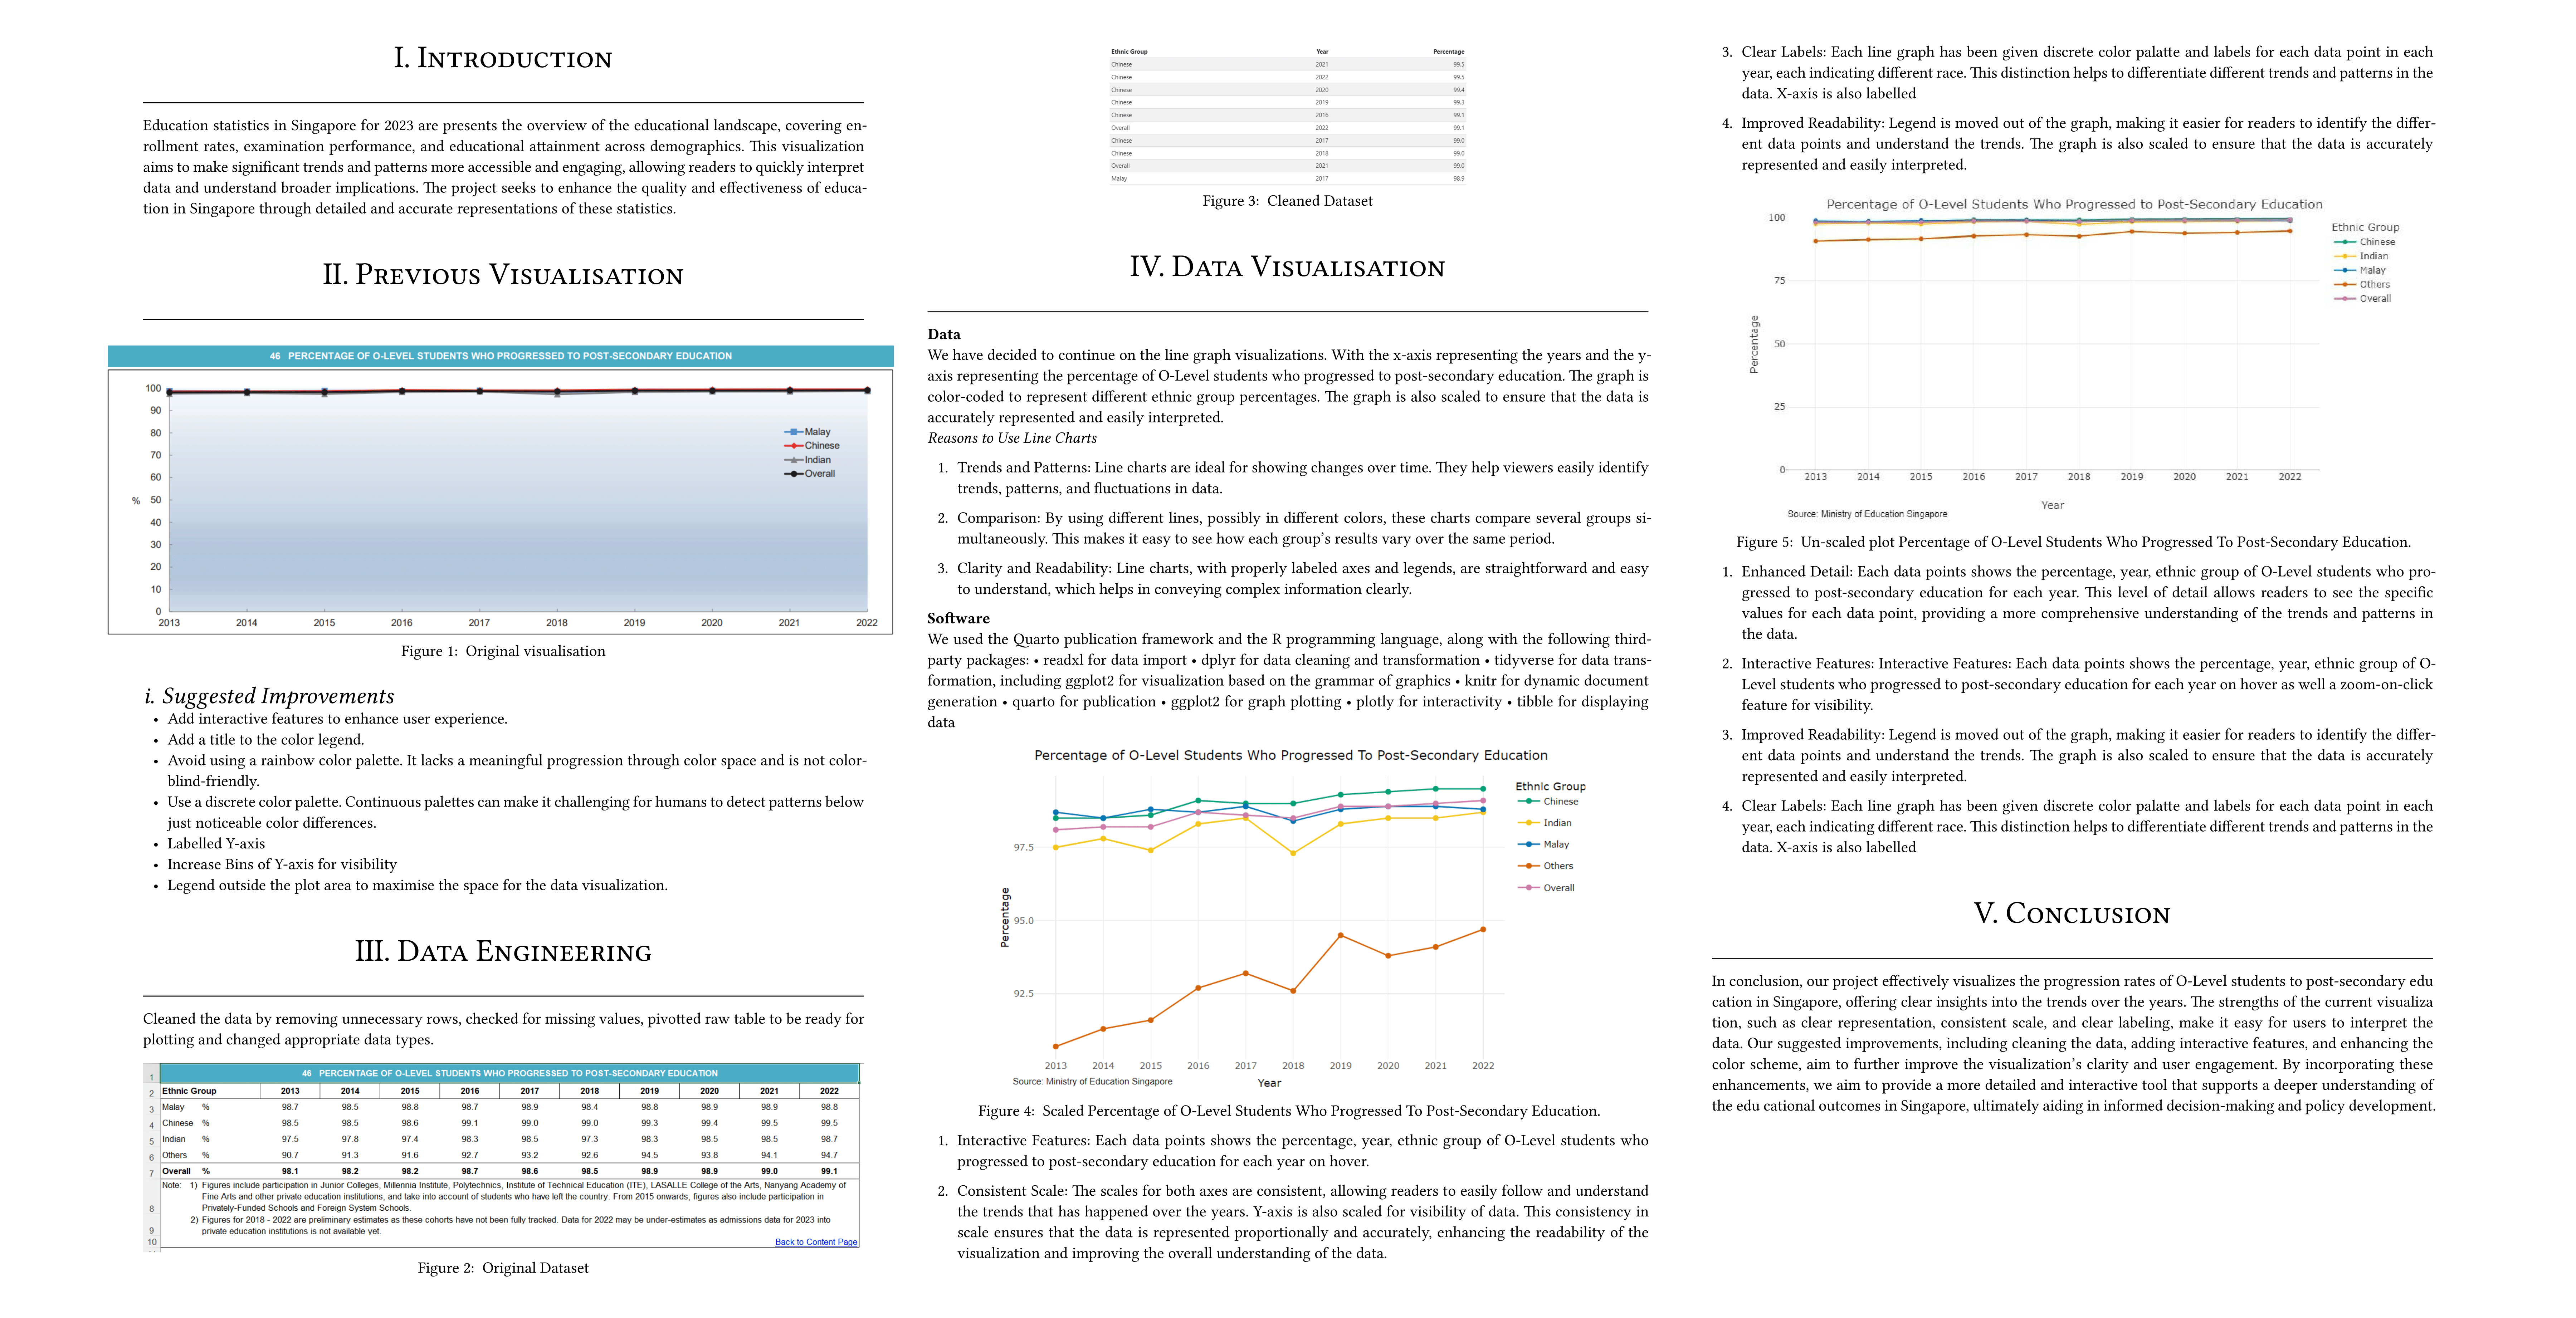 I. Introduction
Education statistics in Singapore for 2023 are presents the overview of the educational landscape, covering en-
rollment rates, examination performance, and educational attainment across demographics. This visualization
aims to make significant trends and patterns more accessible and engaging, allowing readers to quickly interpret
data and understand broader implications. The project seeks to enhance the quality and effectiveness of educa-
tion in Singapore through detailed and accurate representations of these statistics.
II. Previous Visualisation
46 PERCENTAGE OF O-LEVEL STUDENTS WHO PROGRESSED TO POST-SECONDARY EDUCATION
100
90
80
70
60
50
40
30
20
10
0
%
Malay
Chinese
Indian
Overall
2013 2014 2015 2016 2017 2018 2019 2020 2021 2022
Figure 1: Original visualisation
i. Suggested Improvements
• Add interactive features to enhance user experience.
• Add a title to the color legend.
• Avoid using a rainbow color palette. It lacks a meaningful progression through color space and is not color-
blind-friendly.
• Use a discrete color palette. Continuous palettes can make it challenging for humans to detect patterns below
just noticeable color differences.
• Labelled Y-axis
• Increase Bins of Y-axis for visibility
• Legend outside the plot area to maximise the space for the data visualization.
III. Data Engineering
Cleaned the data by removing unnecessary rows, checked for missing values, pivotted raw table to be ready for
plotting and changed appropriate data types.
1 46 PERCENTAGE OF O-LEVEL STUDENTS WHO PROGRESSED TO POST-SECONDARY EDUCATION
2 Ethnic Group 2013 2014 2015 2016 2017 2018 2019 2020 2021 2022
3 Malay % 98.7 98.5 98.8 98.7 98.9 98.4 98.8 98.9 98.9 98.8
4 Chinese % 98.5 98.5 98.6 99.1 99.0 99.0 99.3 99.4 99.5 99.5
5 Indian % 97.5 97.8 97.4 98.3 98.5 97.3 98.3 98.5 98.5 98.7
6 Others % 90.7 91.3 91.6 92.7 93.2 92.6 94.5 93.8 94.1 94.7
7 Overall % 98.1 98.2 98.2 98.7 98.6 98.5 98.9 98.9 99.0 99.1
Note: 1) Figures include participation in Junior Colleges, Millennia Institute, Polytechnics, Institute of Technical Education (ITE), LASALLE College of the Arts, Nanyang Academy of
Fine Arts and other private education institutions, and take into account of students who have left the country. From 2015 onwards, figures also include participation in
8 Privately-Funded Schools and Foreign System Schools.
2) Figures for 2018 - 2022 are preliminary estimates as these cohorts have not been fully tracked. Data for 2022 may be under-estimates as admissions data for 2023 into
9 private education institutions is not available yet.
10 Back to Content Page
Figure 2: Original Dataset
Ethnic Group Year Percentage
Chinese 2021 99.5
Chinese 2022 99.5
Chinese 2020 99.4
Chinese 2019 99.3
Chinese 2016 99.1
Overall 2022 99.1
Chinese 2017 99.0
Chinese 2018 99.0
Overall 2021 99.0
Malay 2017 98.9
Figure 3: Cleaned Dataset
IV. Data Visualisation
Data
We have decided to continue on the line graph visualizations. With the x-axis representing the years and the y-
axis representing the percentage of O-Level students who progressed to post-secondary education. The graph is
color-coded to represent different ethnic group percentages. The graph is also scaled to ensure that the data is
accurately represented and easily interpreted.
Reasons to Use Line Charts
1. Trends and Patterns: Line charts are ideal for showing changes over time. They help viewers easily identify
trends, patterns, and fluctuations in data.
2. Comparison: By using different lines, possibly in different colors, these charts compare several groups si-
multaneously. This makes it easy to see how each group's results vary over the same period.
3. Clarity and Readability: Line charts, with properly labeled axes and legends, are straightforward and easy
to understand, which helps in conveying complex information clearly.
Software
We used the Quarto publication framework and the R programming language, along with the following third-
party packages: • readxl for data import • dplyr for data cleaning and transformation • tidyverse for data trans-
formation, including ggplot2 for visualization based on the grammar of graphics • knitr for dynamic document
generation • quarto for publication • ggplot2 for graph plotting • plotly for interactivity • tibble for displaying
data
Percentage of O-Level Students Who Progressed To Post-Secondary Education
Ethnic Group
Chinese
Indian
Malay
Others
Overall
97.5
95.0
92.5
Percentage
2013 2014 2015 2016 2017 2018 2019 2020 2021 2022
Source: Ministry of Education Singapore
Year
Figure 4: Scaled Percentage of O-Level Students Who Progressed To Post-Secondary Education.
1. Interactive Features: Each data points shows the percentage, year, ethnic group of O-Level students who
progressed to post-secondary education for each year on hover.
2. Consistent Scale: The scales for both axes are consistent, allowing readers to easily follow and understand
the trends that has happened over the years. Y-axis is also scaled for visibility of data. This consistency in
scale ensures that the data is represented proportionally and accurately, enhancing the readability of the
visualization and improving the overall understanding of the data.
3. Clear Labels: Each line graph has been given discrete color palatte and labels for each data point in each
year, each indicating different race. This distinction helps to differentiate different trends and patterns in the
data. X-axis is also labelled
4. Improved Readability: Legend is moved out of the graph, making it easier for readers to identify the differ-
ent data points and understand the trends. The graph is also scaled to ensure that the data is accurately
represented and easily interpreted.
Percentage of O-Level Students Who Progressed to Post-Secondary Education
100
75
50
25
0
Percentage
Ethnic Group
Chinese
Indian
Malay
Others
Overall
2013 2014 2015 2016 2017 2018 2019 2020 2021 2022
Year
Source: Ministry of Education Singapore
Figure 5: Un-scaled plot Percentage of O-Level Students Who Progressed To Post-Secondary Education.
1. Enhanced Detail: Each data points shows the percentage, year, ethnic group of O-Level students who pro-
gressed to post-secondary education for each year. This level of detail allows readers to see the specific
values for each data point, providing a more comprehensive understanding of the trends and patterns in
the data.
2. Interactive Features: Interactive Features: Each data points shows the percentage, year, ethnic group of O-
Level students who progressed to post-secondary education for each year on hover as well a zoom-on-click
feature for visibility.
3. Improved Readability: Legend is moved out of the graph, making it easier for readers to identify the differ-
ent data points and understand the trends. The graph is also scaled to ensure that the data is accurately
represented and easily interpreted.
4. Clear Labels: Each line graph has been given discrete color palatte and labels for each data point in each
year, each indicating different race. This distinction helps to differentiate different trends and patterns in the
data. X-axis is also labelled
V. Conclusion
In conclusion, our project effectively visualizes the progression rates of O-Level students to post-secondary edu
cation in Singapore, offering clear insights into the trends over the years. The strengths of the current visualiza
tion, such as clear representation, consistent scale, and clear labeling, make it easy for users to interpret the
data. Our suggested improvements, including cleaning the data, adding interactive features, and enhancing the
color scheme, aim to further improve the visualization's clarity and user engagement. By incorporating these
enhancements, we aim to provide a more detailed and interactive tool that supports a deeper understanding of
the edu cational outcomes in Singapore, ultimately aiding in informed decision-making and policy development.